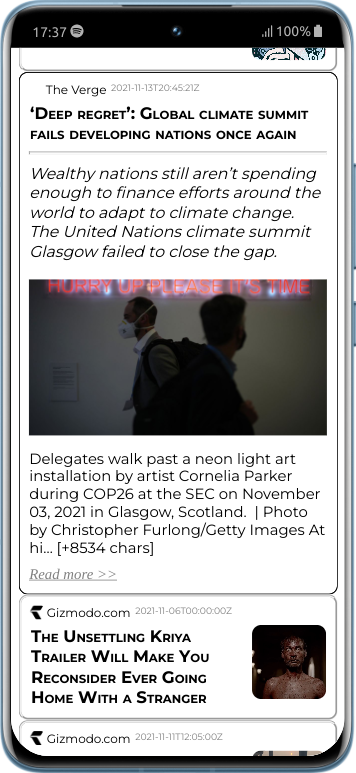 17:37 100%
The Verge 2021-11-13T20:45:21Z
‘Deep regret’: Global climate summit
fails developing nations once again
Wealthy nations still aren’t spending
enough to finance efforts around the
world to adapt to climate change.
The United Nations climate summit
Glasgow failed to close the gap.
HURRY UP PLEASE IT'S TIME
Delegates walk past a neon light art
installation by artist Cornelia Parker
during COP26 at the SEC on November
03, 2021 in Glasgow, Scotland. | Photo
by Christopher Furlong/Getty Images At
hi… [+8534 chars]
Read more >>
Gizmodo.com 2021-11-06T00:00:00Z
The Unsettling Kriya
Trailer Will Make You
Reconsider Ever Going
Home With a Stranger
Gizmodo.com 2021-11-11T12:05:00Z